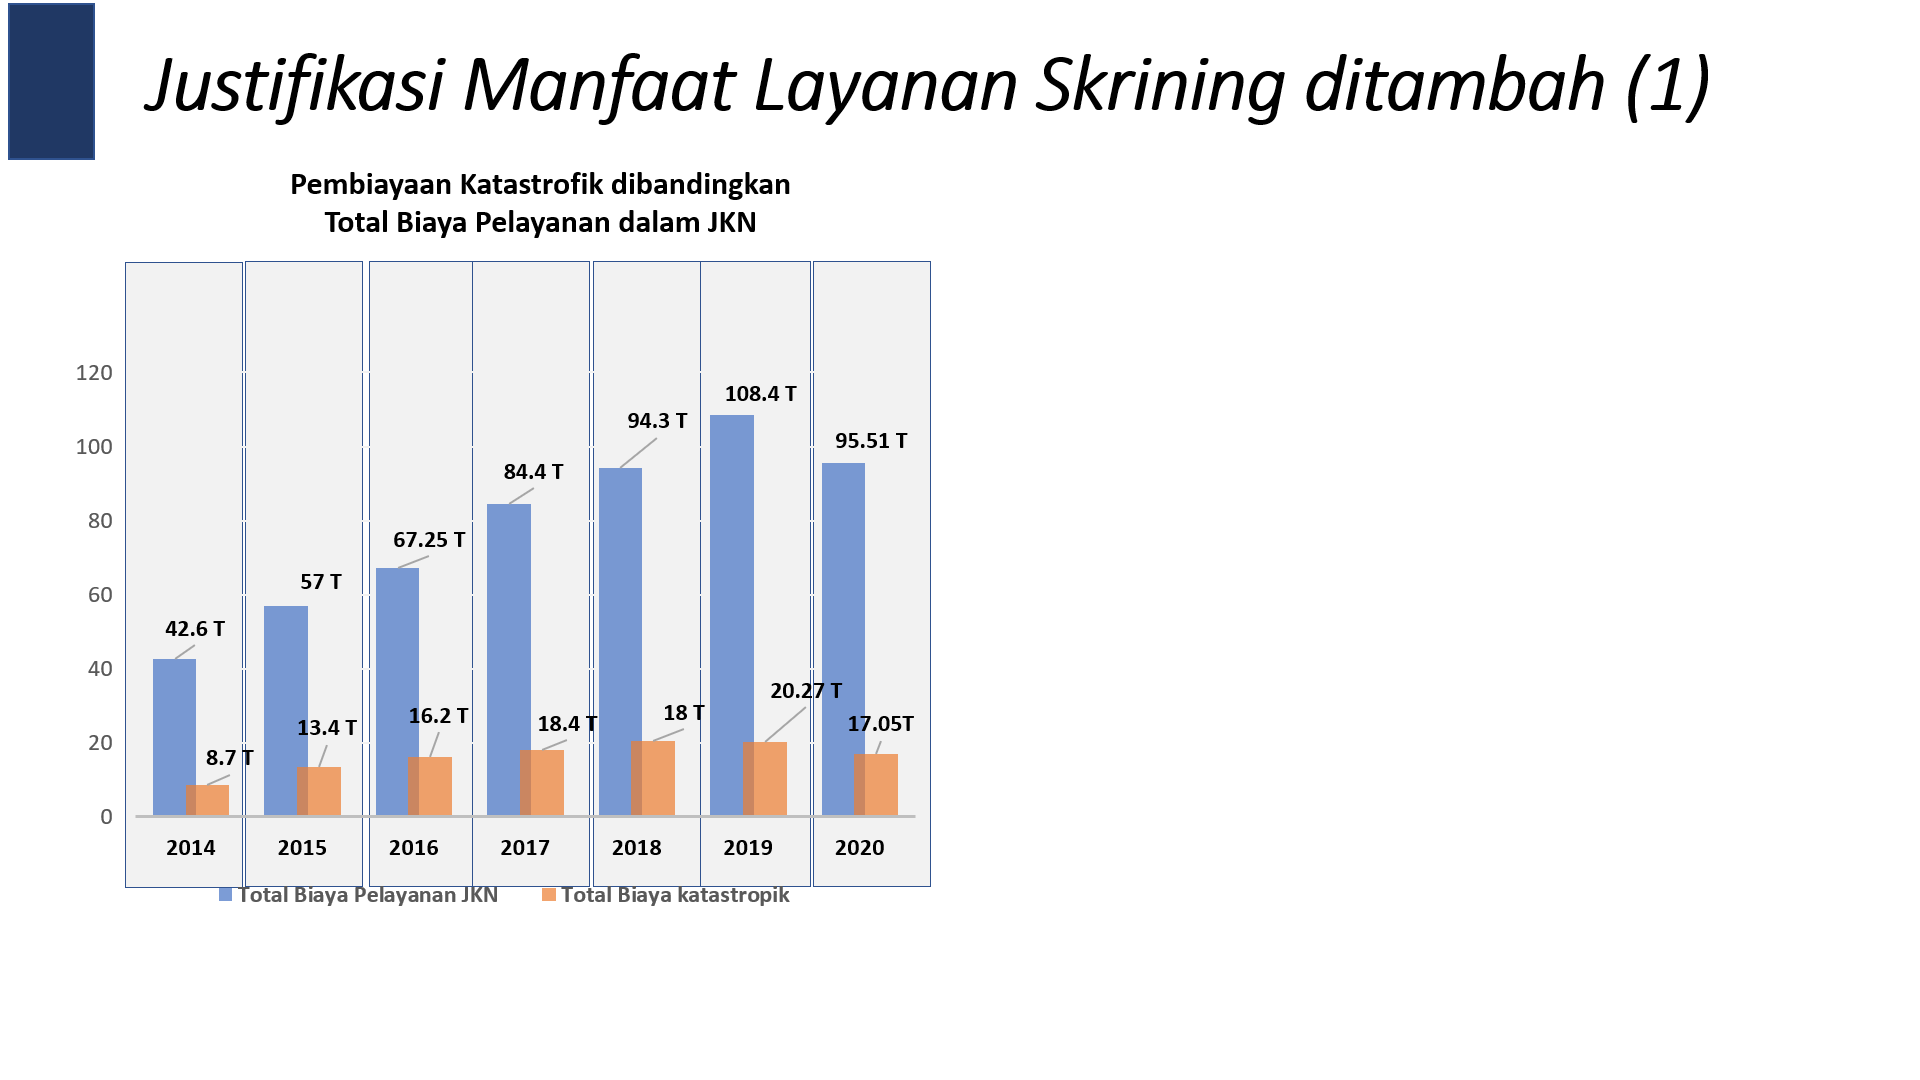 Justifikasi Manfaat Layanan Skrining ditambah (1)
Pembiayaan Katastrofik dibandingkan
Total Biaya Pelayanan dalam JKN
120
100
80
60
40
20
0
42.6 T
57 T
67.25 T
84.4 T
94.3 T
108.4 T
95.51 T
8.7 T
13.4 T
16.2 T
18.4 T
18 T
20.27 T
17.05T
2014
2015
2016
2017
2018
2019
2020
Total Biaya Pelayanan JKN
Total Biaya katastropik